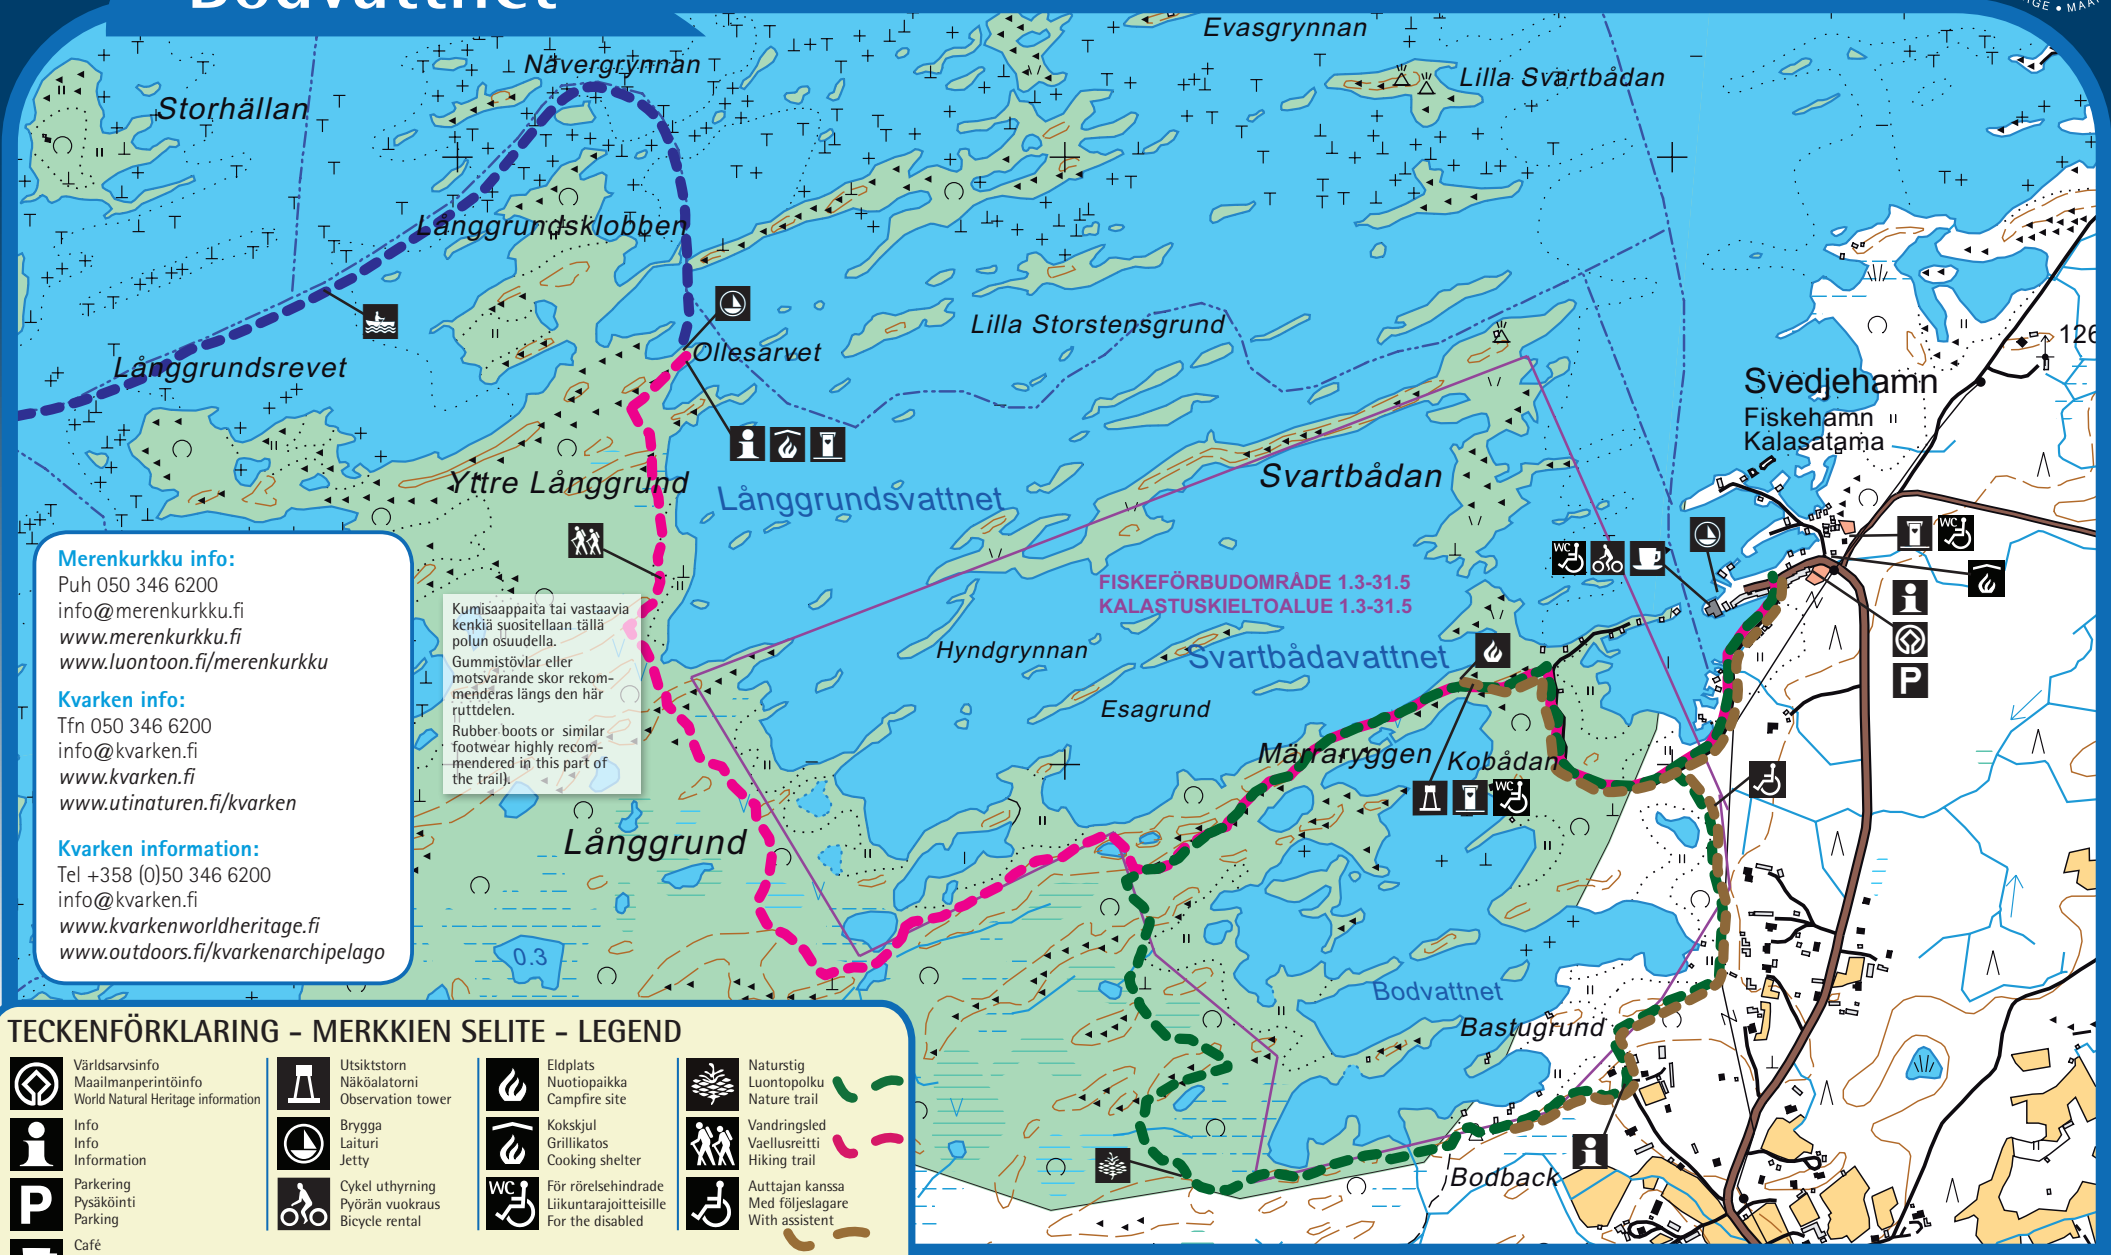 Bodvattnet
GE • MAA
Evasgrynnan
Nävergrynnan
Lilla Svartbådan
Storhällan
Långgrundsklobben
Lilla Storstensgrund
Ollesarvet
Långgrundsrevet
126
Svedjehamn
Fiskehamn
Kalasatama
Yttre Långgrund
Långgrundsvattnet
Svartbådan
WC
WC
FISKEFÖRBUDOMRÅDE 1.3-31.5
KALASTUSKIELTOALUE 1.3-31.5
Hyndgrynnan
Svartbådavattnet
P
Esagrund
Märraryggen
Kobådan
WC
Långgrund
0.3
Bodvattnet
Bastugrund
Bodback
Kumisaappaita tai vastaavia
kenkiä suositellaan tällä
polun osuudella.
Gummistövlar eller
motsvarande skor rekom-
menderas längs den här
ruttdelen.
Rubber boots or similar
footwear highly recom-
mendered in this part of
the trail).
Merenkurkku info:
Puh 050 346 6200
info@merenkurkku.fi
www.merenkurkku.fi
www.luontoon.fi/merenkurkku
Kvarken info:
Tfn 050 346 6200
info@kvarken.fi
www.kvarken.fi
www.utinaturen.fi/kvarken
Kvarken information:
Tel +358 (0)50 346 6200
info@kvarken.fi
www.kvarkenworldheritage.fi
www.outdoors.fi/kvarkenarchipelago
TECKENFÖRKLARING - MERKKIEN SELITE - LEGEND
Världsarvsinfo
Maailmanperintöinfo
World Natural Heritage information
Info
Info
Information
P
Parkering
Pysäköinti
Parking
Café
Utsiktstorn
Näköalatorni
Observation tower
Brygga
Laituri
Jetty
Cykel uthyrning
Pyörän vuokraus
Bicycle rental
Eldplats
Nuotiopaikka
Campfire site
Kokskjul
Grillikatos
Cooking shelter
WC
För rörelsehindrade
Liikuntarajoitteisille
For the disabled
Naturstig
Luontopolku
Nature trail
Vandringsled
Vaellusreitti
Hiking trail
Auttajan kanssa
Med följeslagare
With assistent